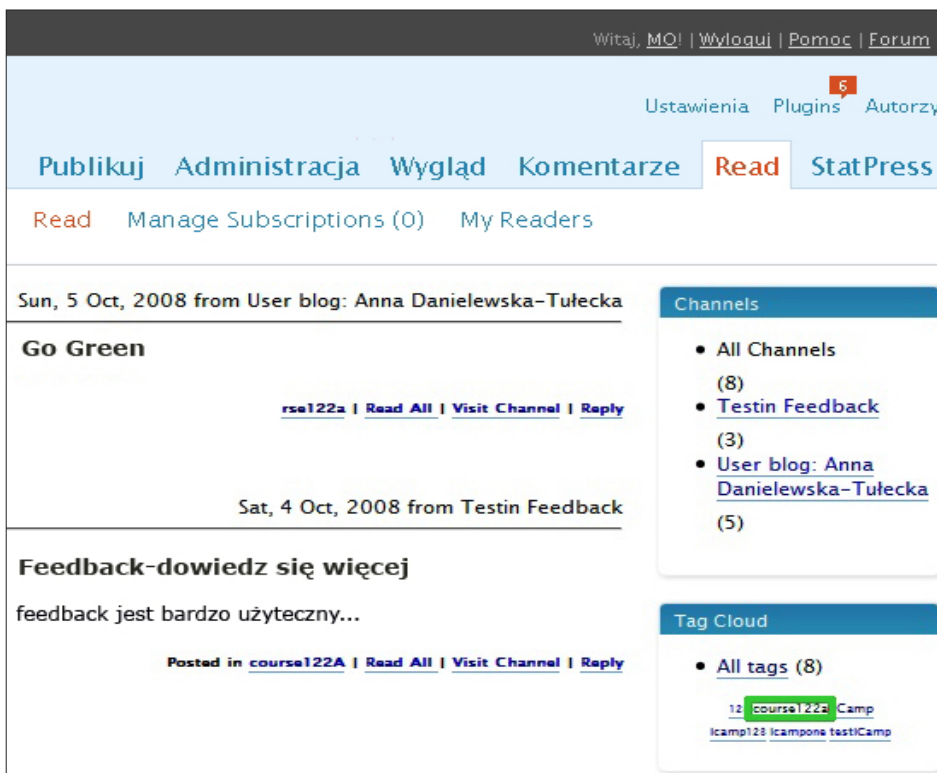 Witaj, MO! | Wyloguj | Pomoc | Forum
6
Ustawienia Plugins Autorzy
Publikuj Administracja Wygląd Komentarze Read StatPress
Read Manage Subscriptions (0) My Readers
Sun, 5 Oct, 2008 from User blog: Anna Danielewska-Tułecka
Go Green
rse122a | Read All | Visit Channel | Reply
Sat, 4 Oct, 2008 from Testin Feedback
Feedback-dowiedz się więcej
feedback jest bardzo użyteczny...
Posted in course122A | Read All | Visit Channel | Reply
Channels
• All Channels
(8)
• Testin Feedback
(3)
• User blog: Anna
Danielewska-Tułecka
(5)
Tag Cloud
• All tags (8)
course122a Camp
icamp128 icampone testiCamp